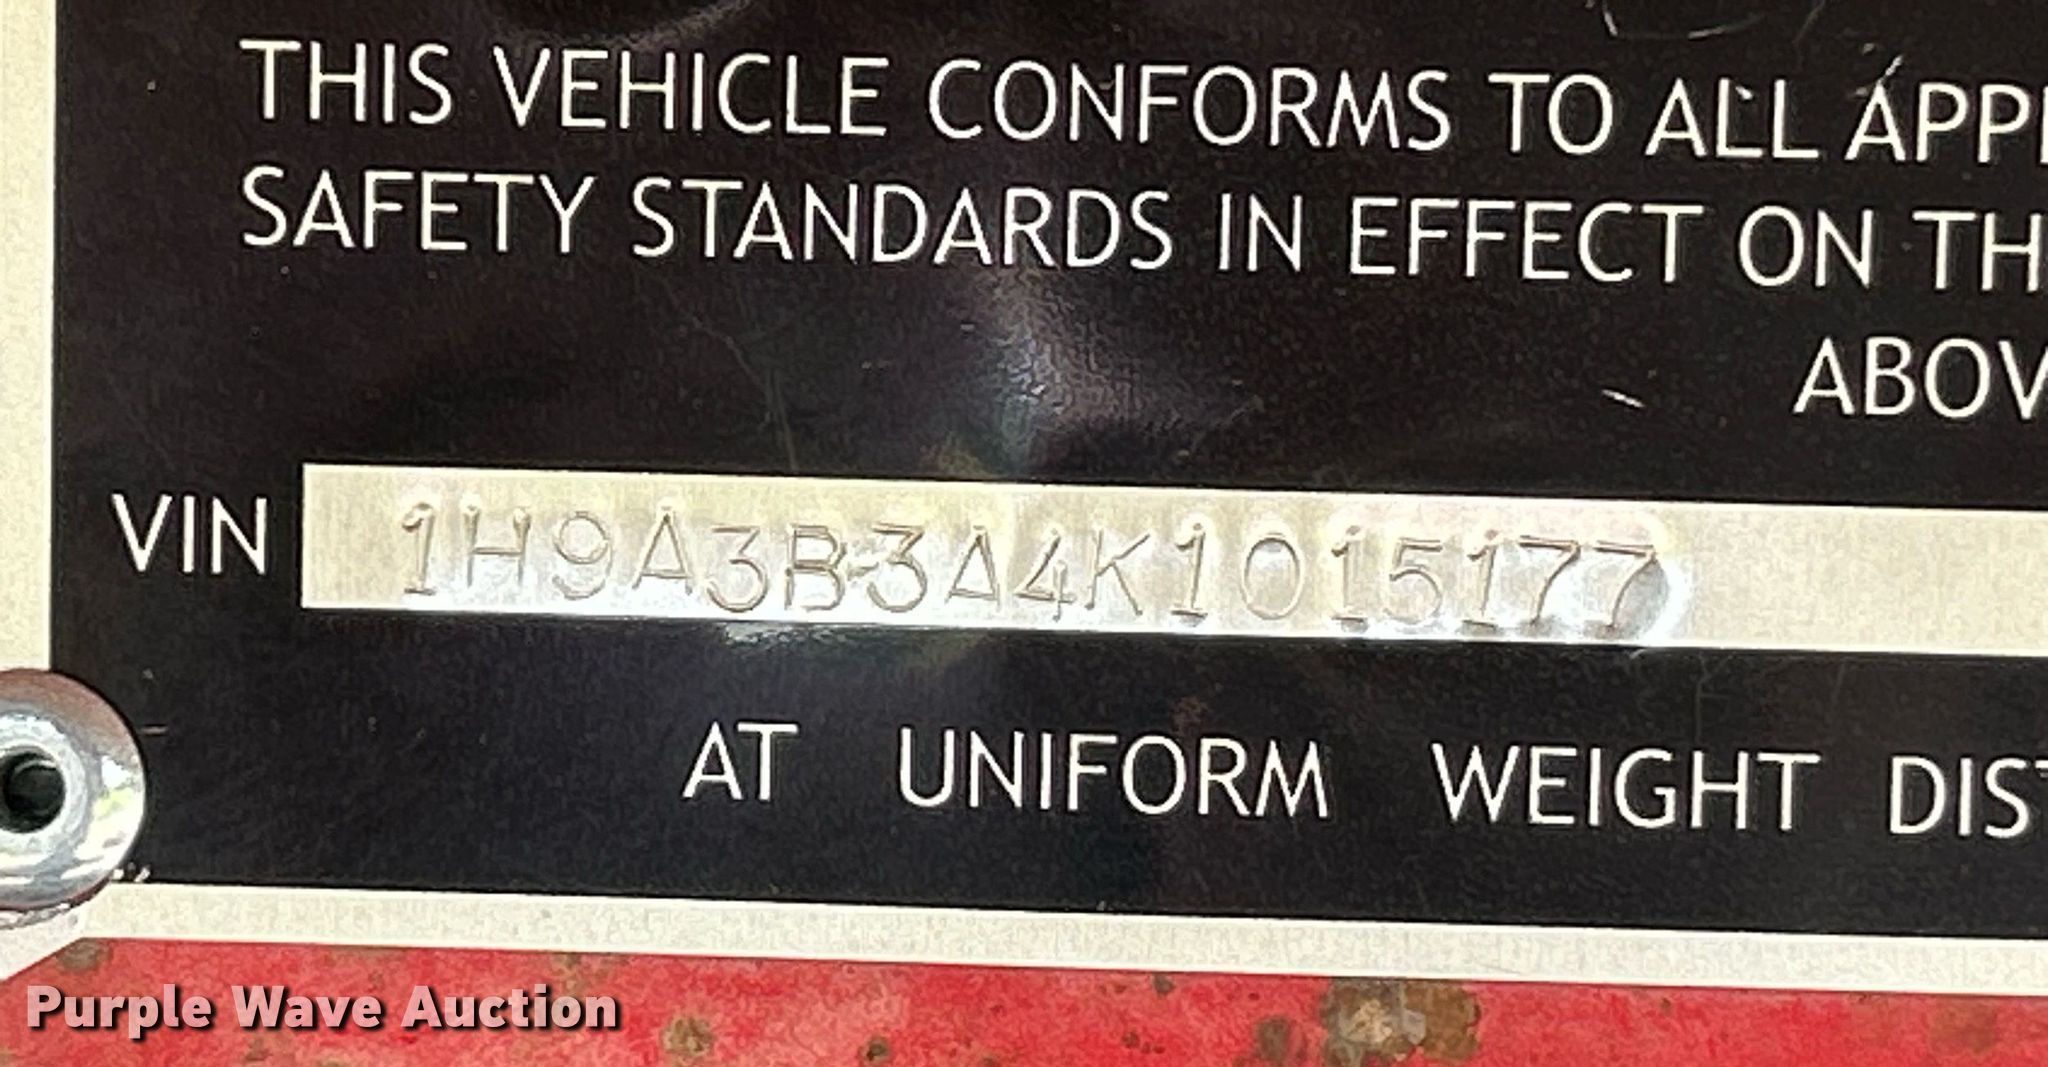 THIS VEHICLE CONFORMS TO ALL APPL
SAFETY STANDARDS IN EFFECT ON TH
ABOV
VIN 1H9A3B3A4K1015177
AT UNIFORM WEIGHT DIST
Purple Wave Auction